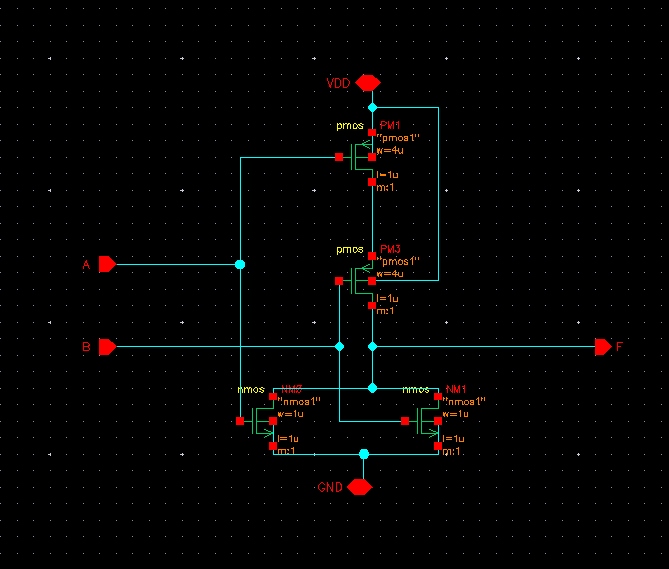 VDD
pmos PM1
"pmos1"
w=4u
l=1u
m:1
pmos PM3
"pmos1"
w=4u
l=1u
m:1
A
B
F
nmos NM2 nmos NM1
"nmos1" "nmos1"
w=1u w=1u
l=1u l=1u
m:1 m:1
GND